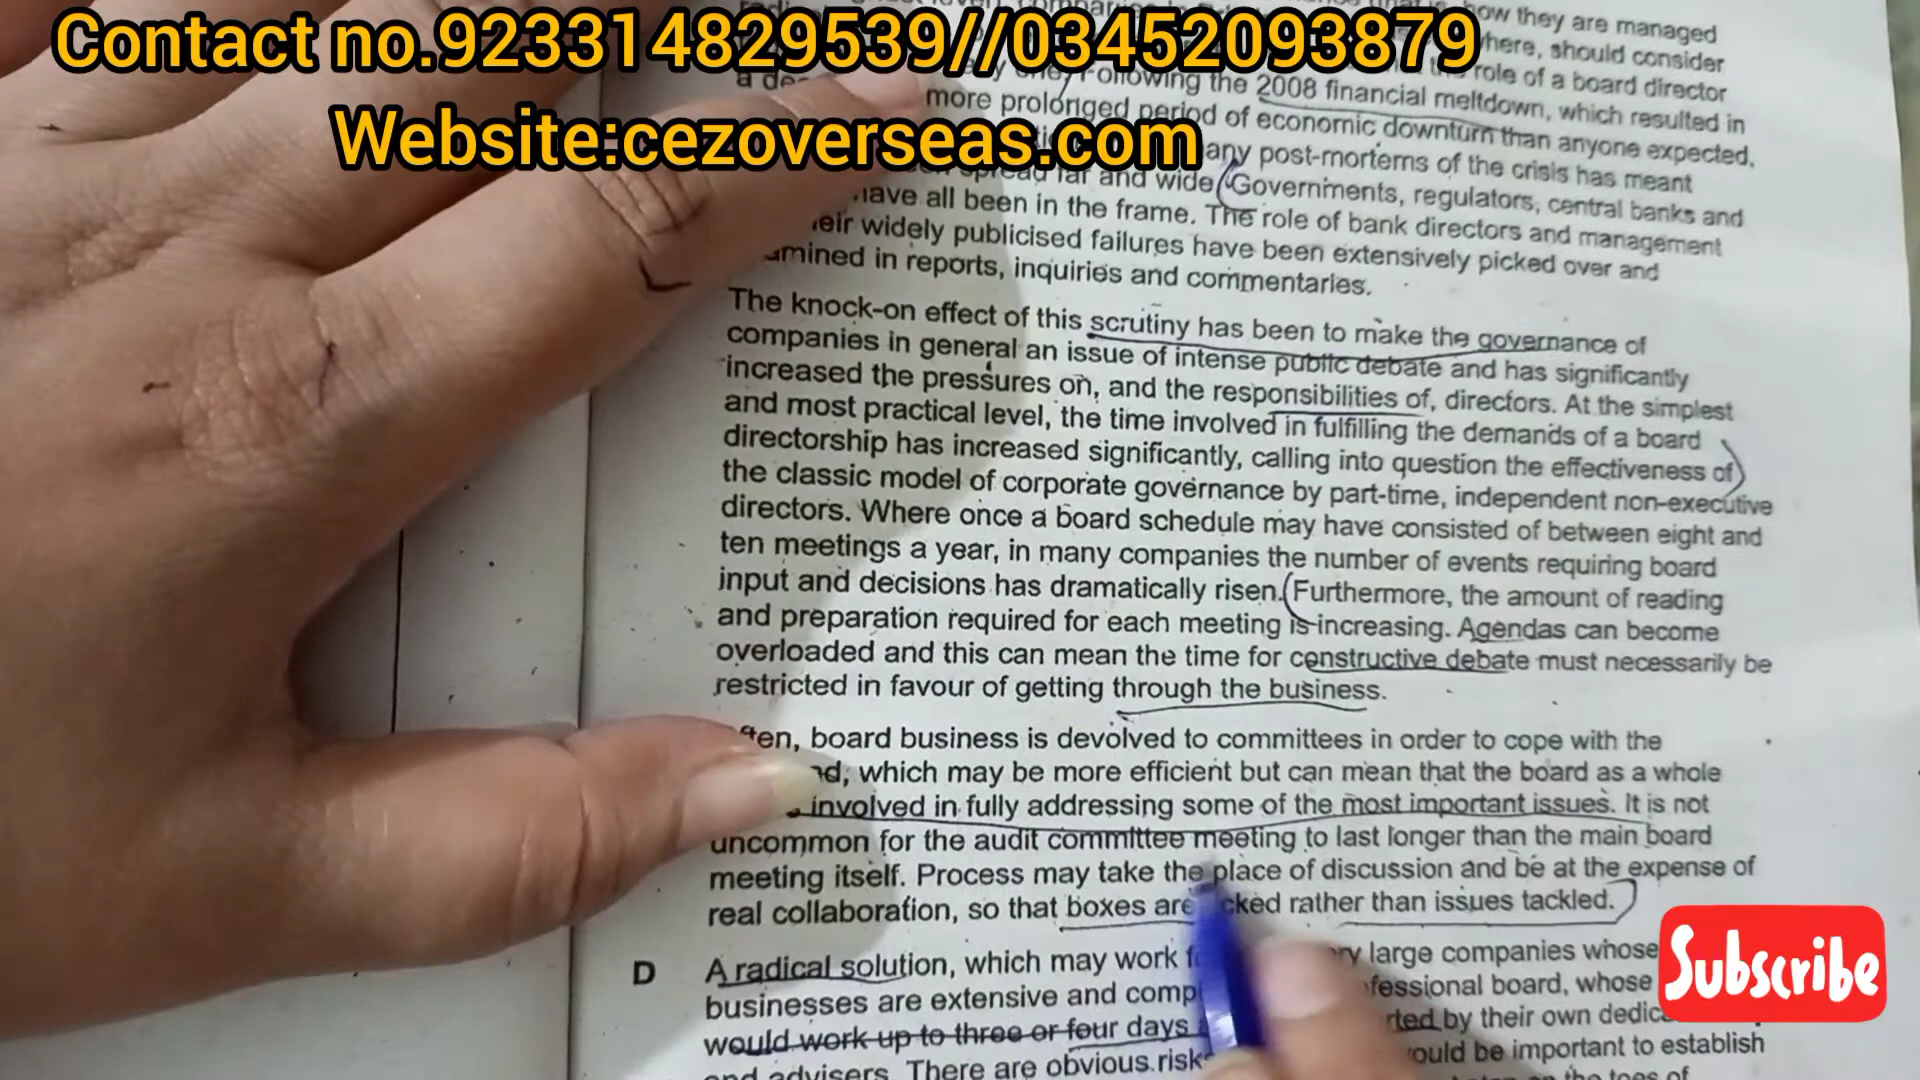 Contact no.923314829539//03452093879
Website:cezoverseas.com
how they are managed
where, should consider
role of a board director
Following the 2008 financial meltdown, which resulted in
more prolonged period of economic downturn than anyone expected,
any post-mortems of the crisis has meant
spread far and wide. Governments, regulators, central banks and
have all been in the frame. The role of bank directors and management
their widely publicised failures have been extensively picked over and
in reports, inquiries and commentaries.
The knock-on effect of this scrutiny has been to make the governance of
companies in general an issue of intense public debate and has significantly
increased the pressures on, and the responsibilities of, directors. At the simplest
and most practical level, the time involved in fulfilling the demands of a board
directorship has increased significantly, calling into question the effectiveness of
the classic model of corporate governance by part-time, independent non-executive
directors. Where once a board schedule may have consisted of between eight and
ten meetings a year, in many companies the number of events requiring board
input and decisions has dramatically risen. Furthermore, the amount of reading
and preparation required for each meeting is increasing. Agendas can become
overloaded and this can mean the time for constructive debate must necessarily be
restricted in favour of getting through the business.
ften, board business is devolved to committees in order to cope with the
which may be more efficient but can mean that the board as a whole
involved in fully addressing some of the most important issues. It is not
uncommon for the audit committee meeting to last longer than the main board
meeting itself. Process may take the place of discussion and be at the expense of
real collaboration, so that boxes are cked rather than issues tackled.
D A radical solution, which may work f ry large companies whose
businesses are extensive and comp fessional board, whose
would work up to three or four days rted by their own dedic
and advisers. There are obvious risk ould be important to establish
the toes of
Subscribe